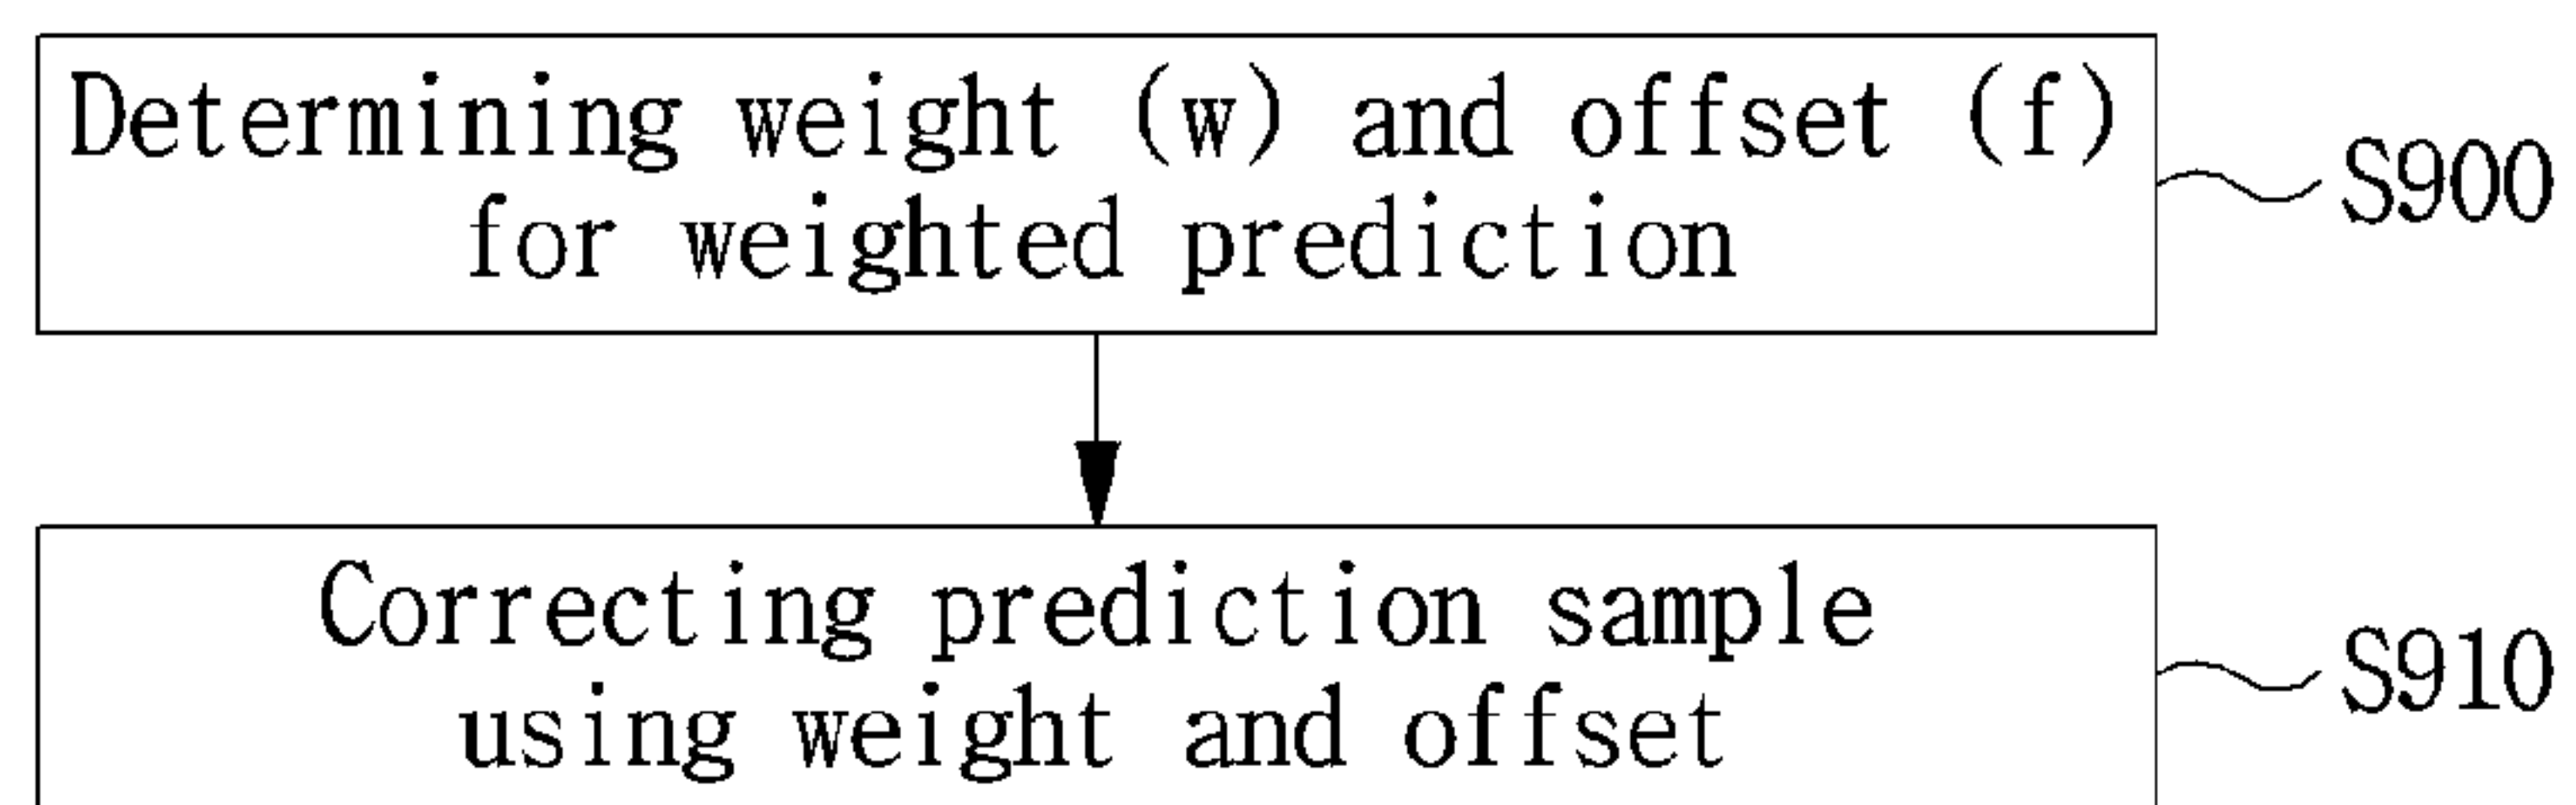 Determining weight (w) and offset (f)
for weighted prediction
S900
Correcting prediction sample
using weight and offset
S910